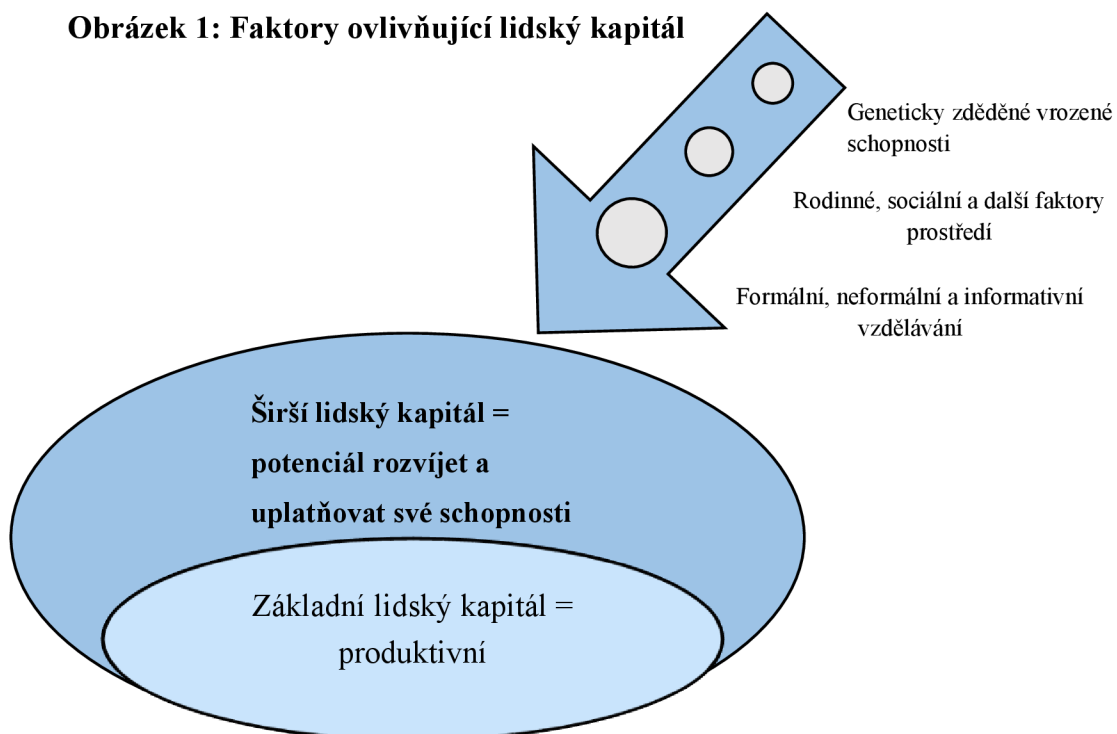 Obrázek 1: Faktory ovlivňující lidský kapitál
Geneticky zděděné vrozené
schopnosti
Rodinné, sociální a další faktory
prostředí
Formální, neformální a informativní
vzdělávání
Širší lidský kapitál =
potenciál rozvíjet a
uplatňovat své schopnosti
Základní lidský kapitál =
produktivní